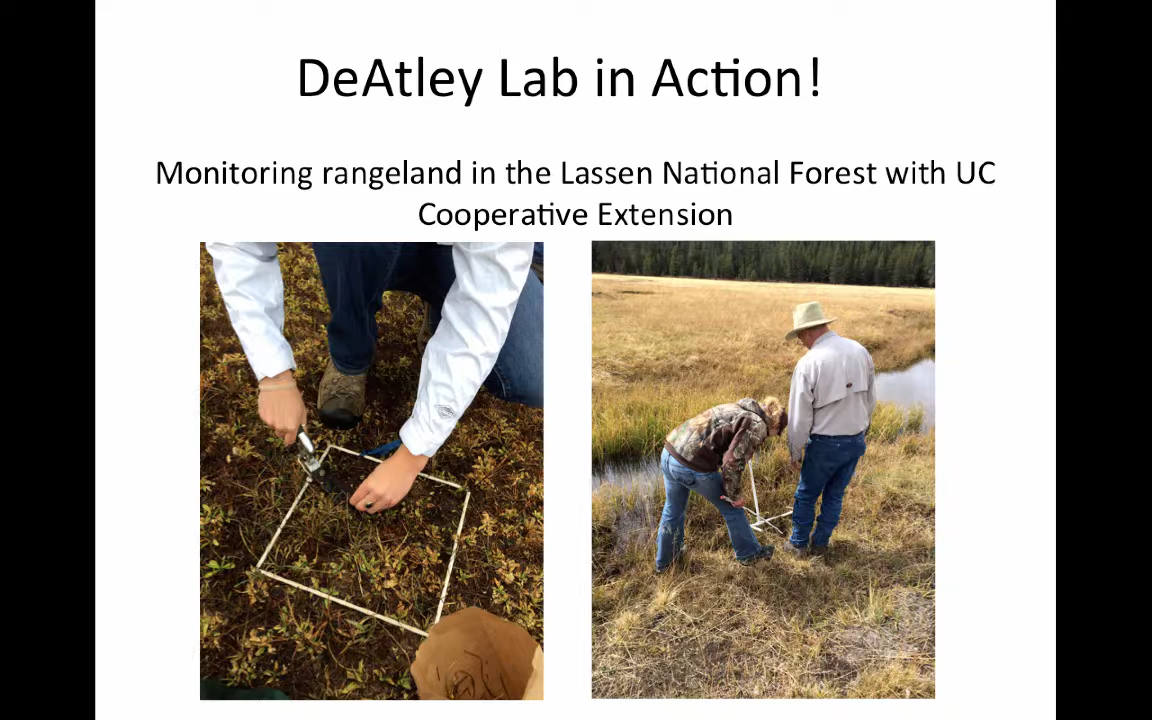 DeAtley Lab in Action!
Monitoring rangeland in the Lassen National Forest with UC
Cooperative Extension